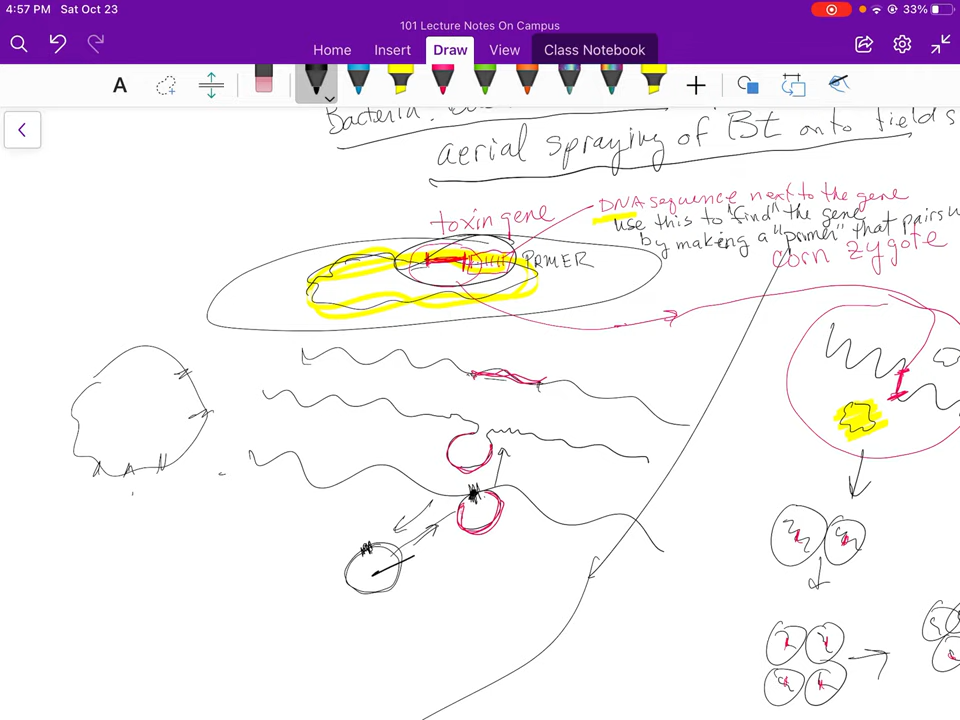 4:57 PM Sat Oct 23
33%
101 Lecture Notes On Campus
Home Insert Draw View Class Notebook
A
Bacteria:
aerial spraying of Bt onto fields
DNA sequence next to the gene
toxin gene
use this to "find" the gene
by making a "primer" that pairs
corn zygote
PRIMER